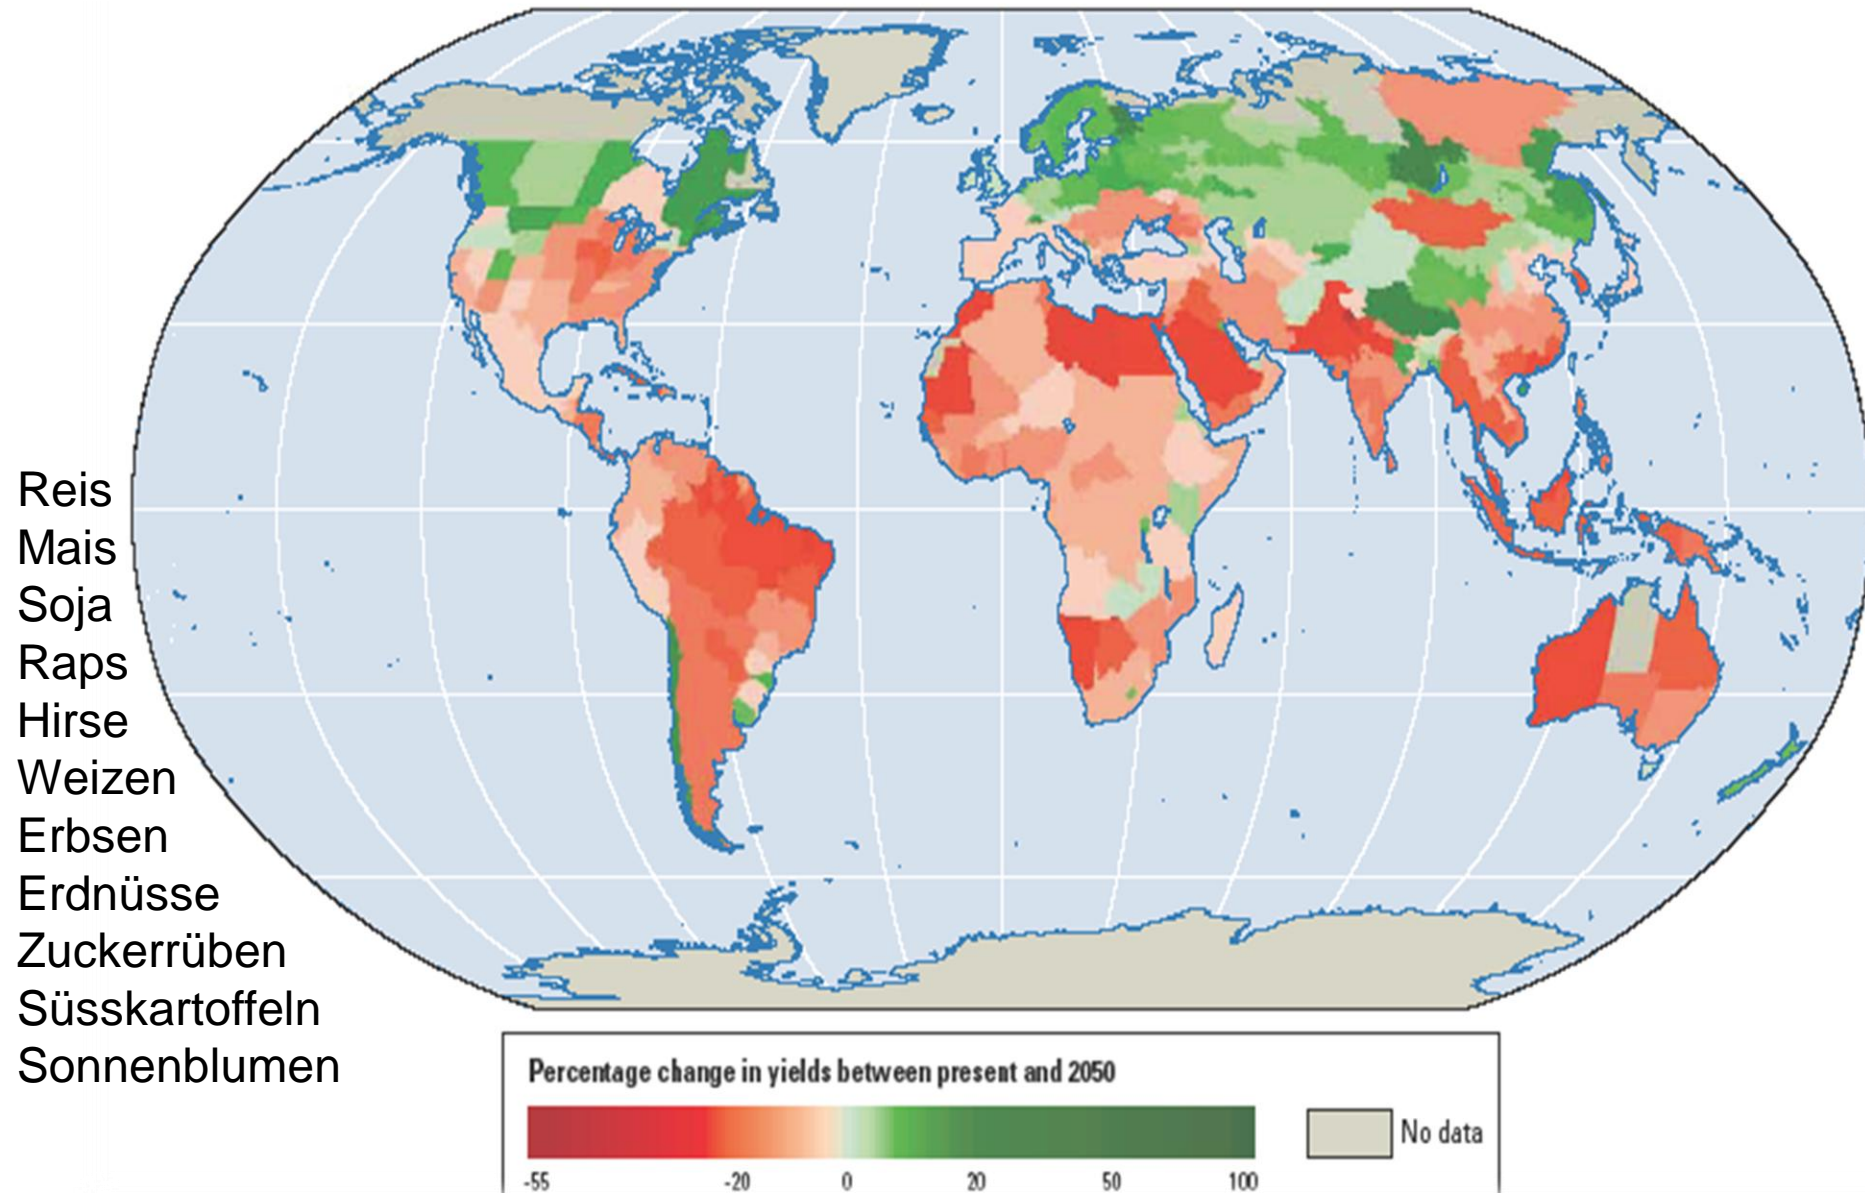 Reis
Mais
Soja
Raps
Hirse
Weizen
Erbsen
Erdnüsse
Zuckerrüben
Süsskartoffeln
Sonnenblumen
Percentage change in yields between present and 2050
No data
-55 -20 0 20 50 100